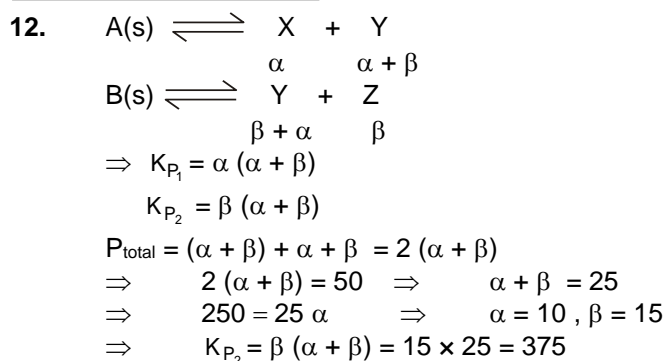 12. A(s) ⇌ X + Y
α α + β
B(s) ⇌ Y + Z
β + α β
⇒ K_P₁ = α (α + β)
K_P₂ = β (α + β)
P_total = (α + β) + α + β = 2 (α + β)
⇒ 2 (α + β) = 50 ⇒ α + β = 25
⇒ 250 = 25 α ⇒ α = 10 , β = 15
⇒ K_P₂ = β (α + β) = 15 × 25 = 375